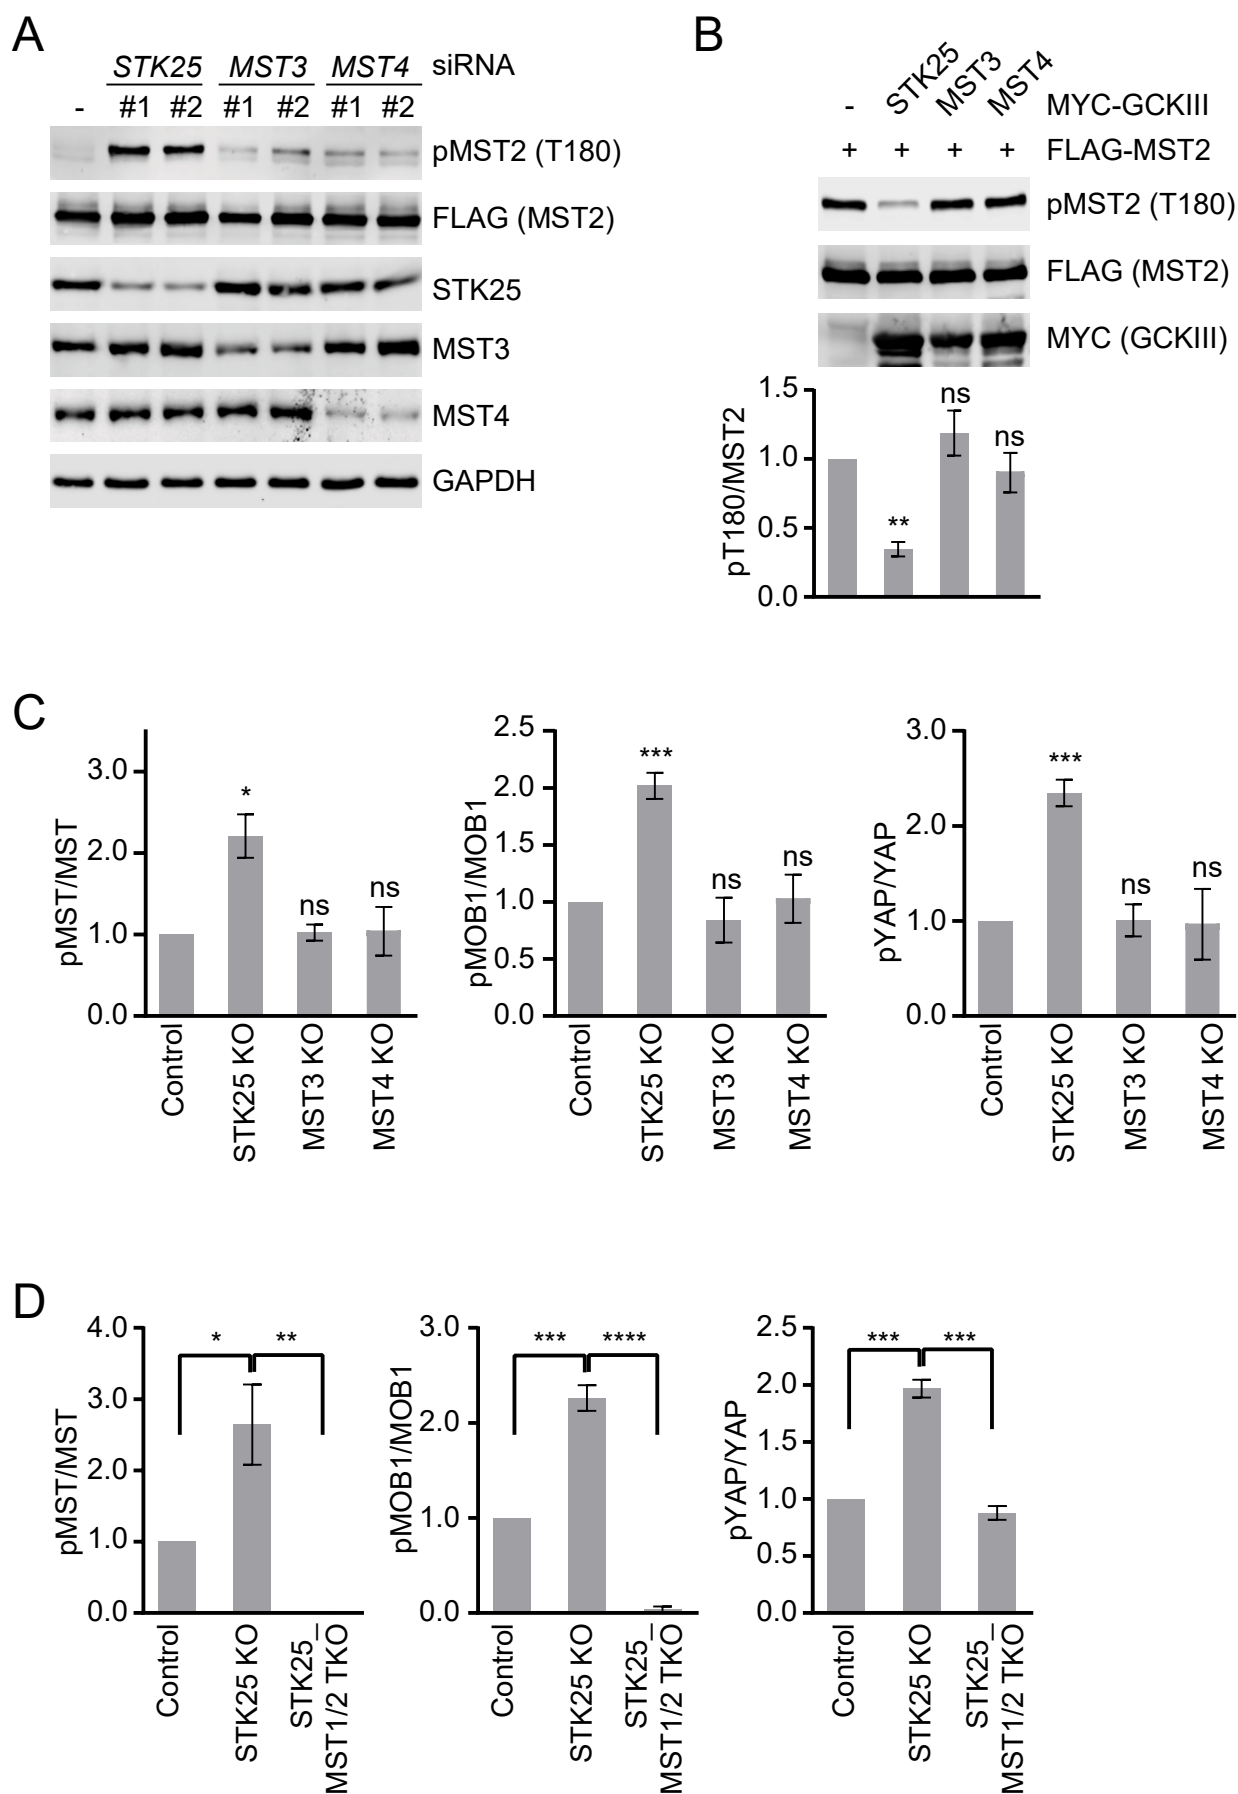 A
STK25 MST3 MST4 siRNA
- #1 #2 #1 #2 #1 #2
pMST2 (T180)
FLAG (MST2)
STK25
MST3
MST4
GAPDH
B
STK25 MST3 MST4
- MYC-GCKIII
+ + + + FLAG-MST2
pMST2 (T180)
FLAG (MST2)
MYC (GCKIII)
pT180/MST2
1.5
1.0
0.5
0.0
** ns ns
C
pMST/MST
3.0
2.0
1.0
0.0
* ns ns
Control
STK25 KO
MST3 KO
MST4 KO
pMOB1/MOB1
2.5
2.0
1.5
1.0
0.5
0.0
*** ns ns
Control
STK25 KO
MST3 KO
MST4 KO
pYAP/YAP
3.0
2.0
1.0
0.0
*** ns ns
Control
STK25 KO
MST3 KO
MST4 KO
D
pMST/MST
4.0
3.0
2.0
1.0
0.0
* **
Control
STK25 KO
STK25_
MST1/2 TKO
pMOB1/MOB1
3.0
2.0
1.0
0.0
*** ****
Control
STK25 KO
STK25_
MST1/2 TKO
pYAP/YAP
2.5
2.0
1.5
1.0
0.5
0.0
*** ***
Control
STK25 KO
STK25_
MST1/2 TKO